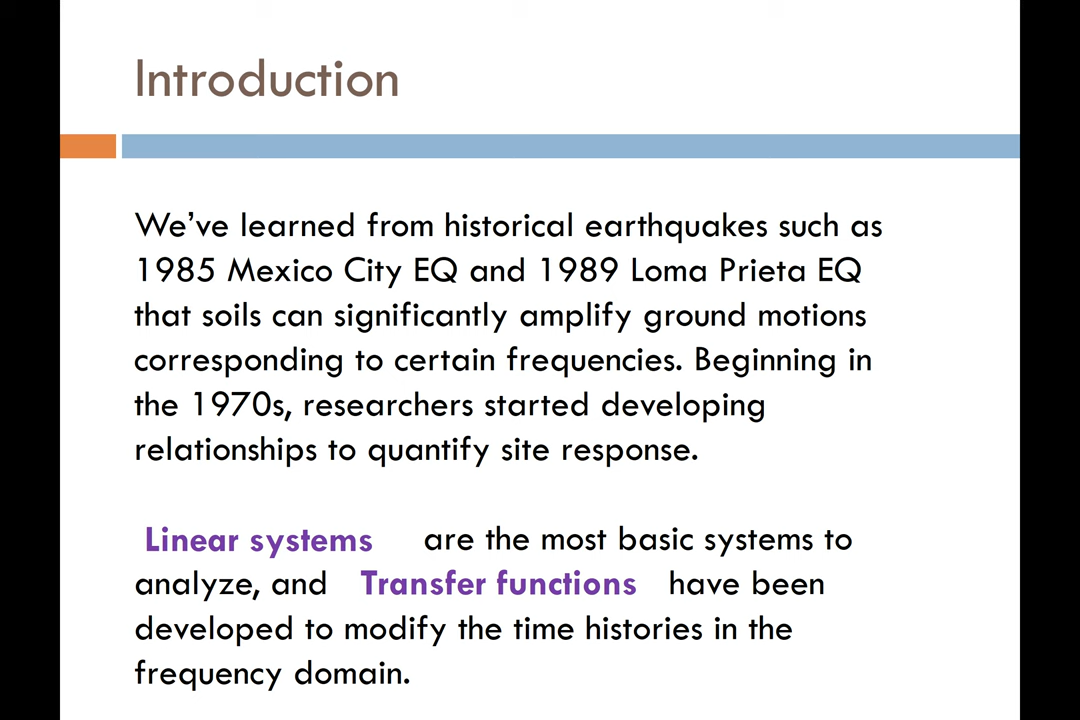 Introduction
We’ve learned from historical earthquakes such as
1985 Mexico City EQ and 1989 Loma Prieta EQ
that soils can significantly amplify ground motions
corresponding to certain frequencies. Beginning in
the 1970s, researchers started developing
relationships to quantify site response.
Linear systems are the most basic systems to
analyze, and Transfer functions have been
developed to modify the time histories in the
frequency domain.